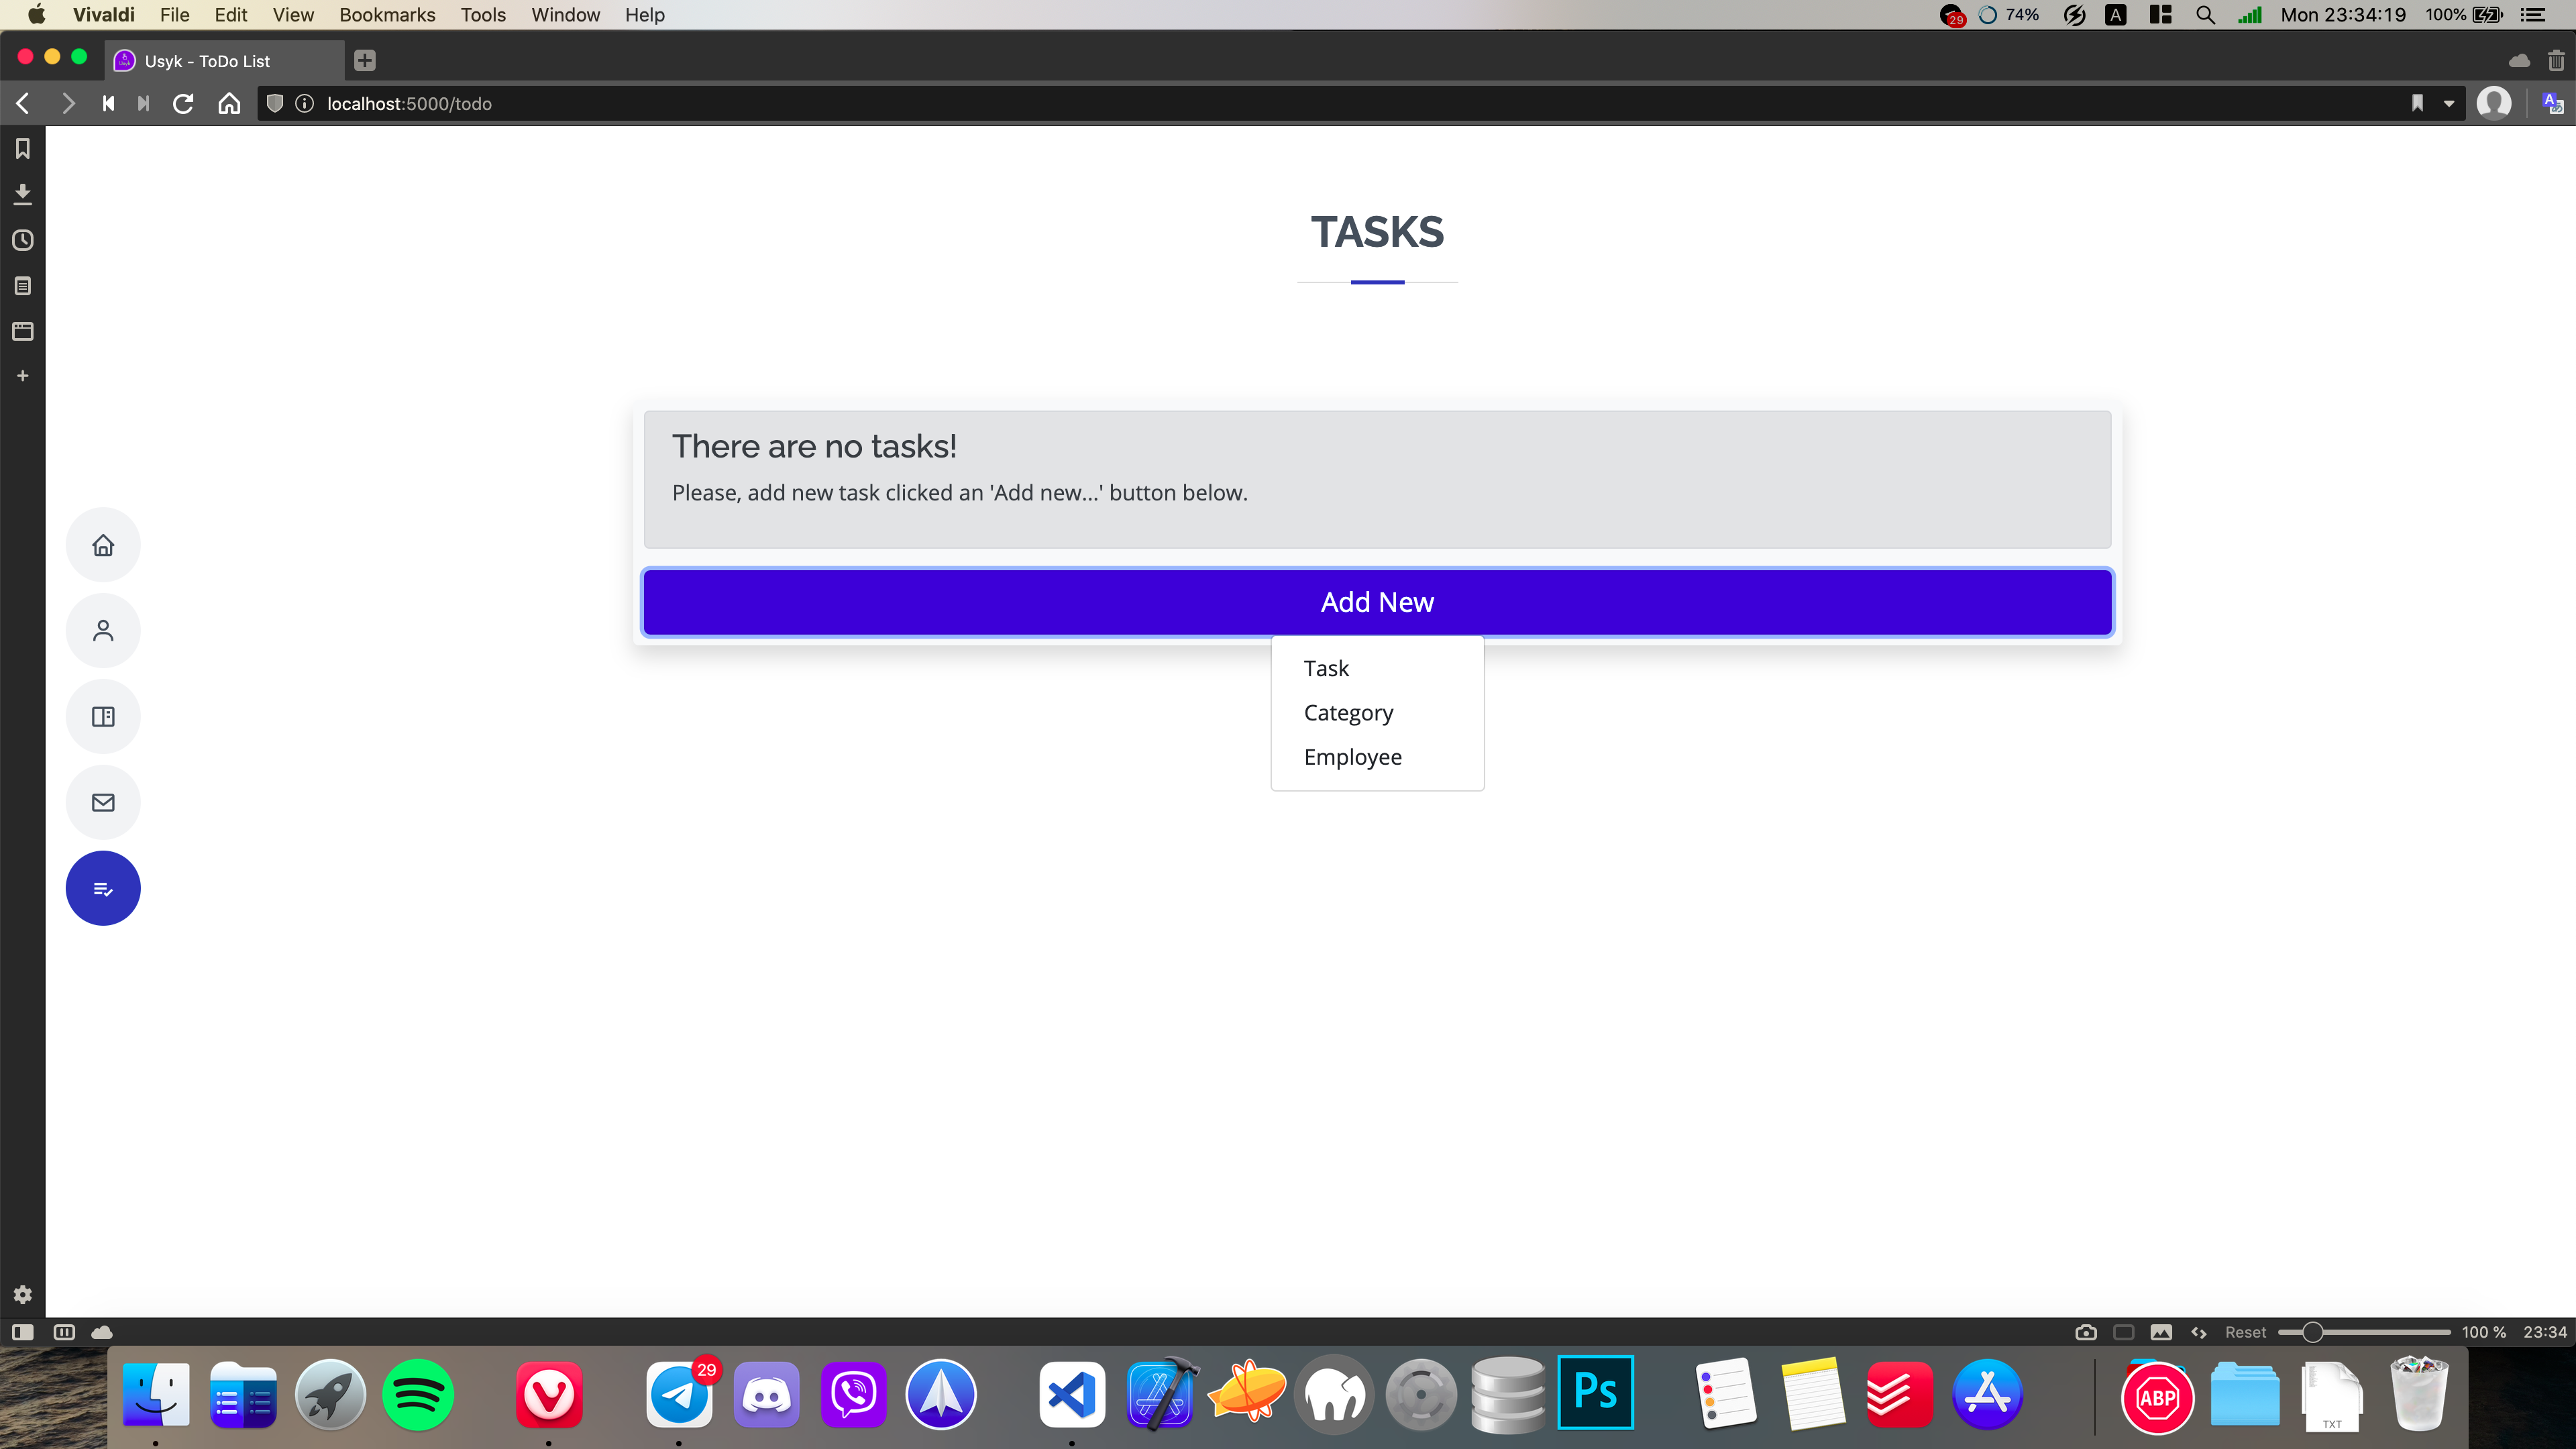 Vivaldi File Edit View Bookmarks Tools Window Help 29 74% A Mon 23:34:19 100%
Usyk - ToDo List
localhost:5000/todo
TASKS
There are no tasks!
Please, add new task clicked an 'Add new...' button below.
Add New
Task
Category
Employee
Reset 100 % 23:34
29
Ps
ABP
TXT